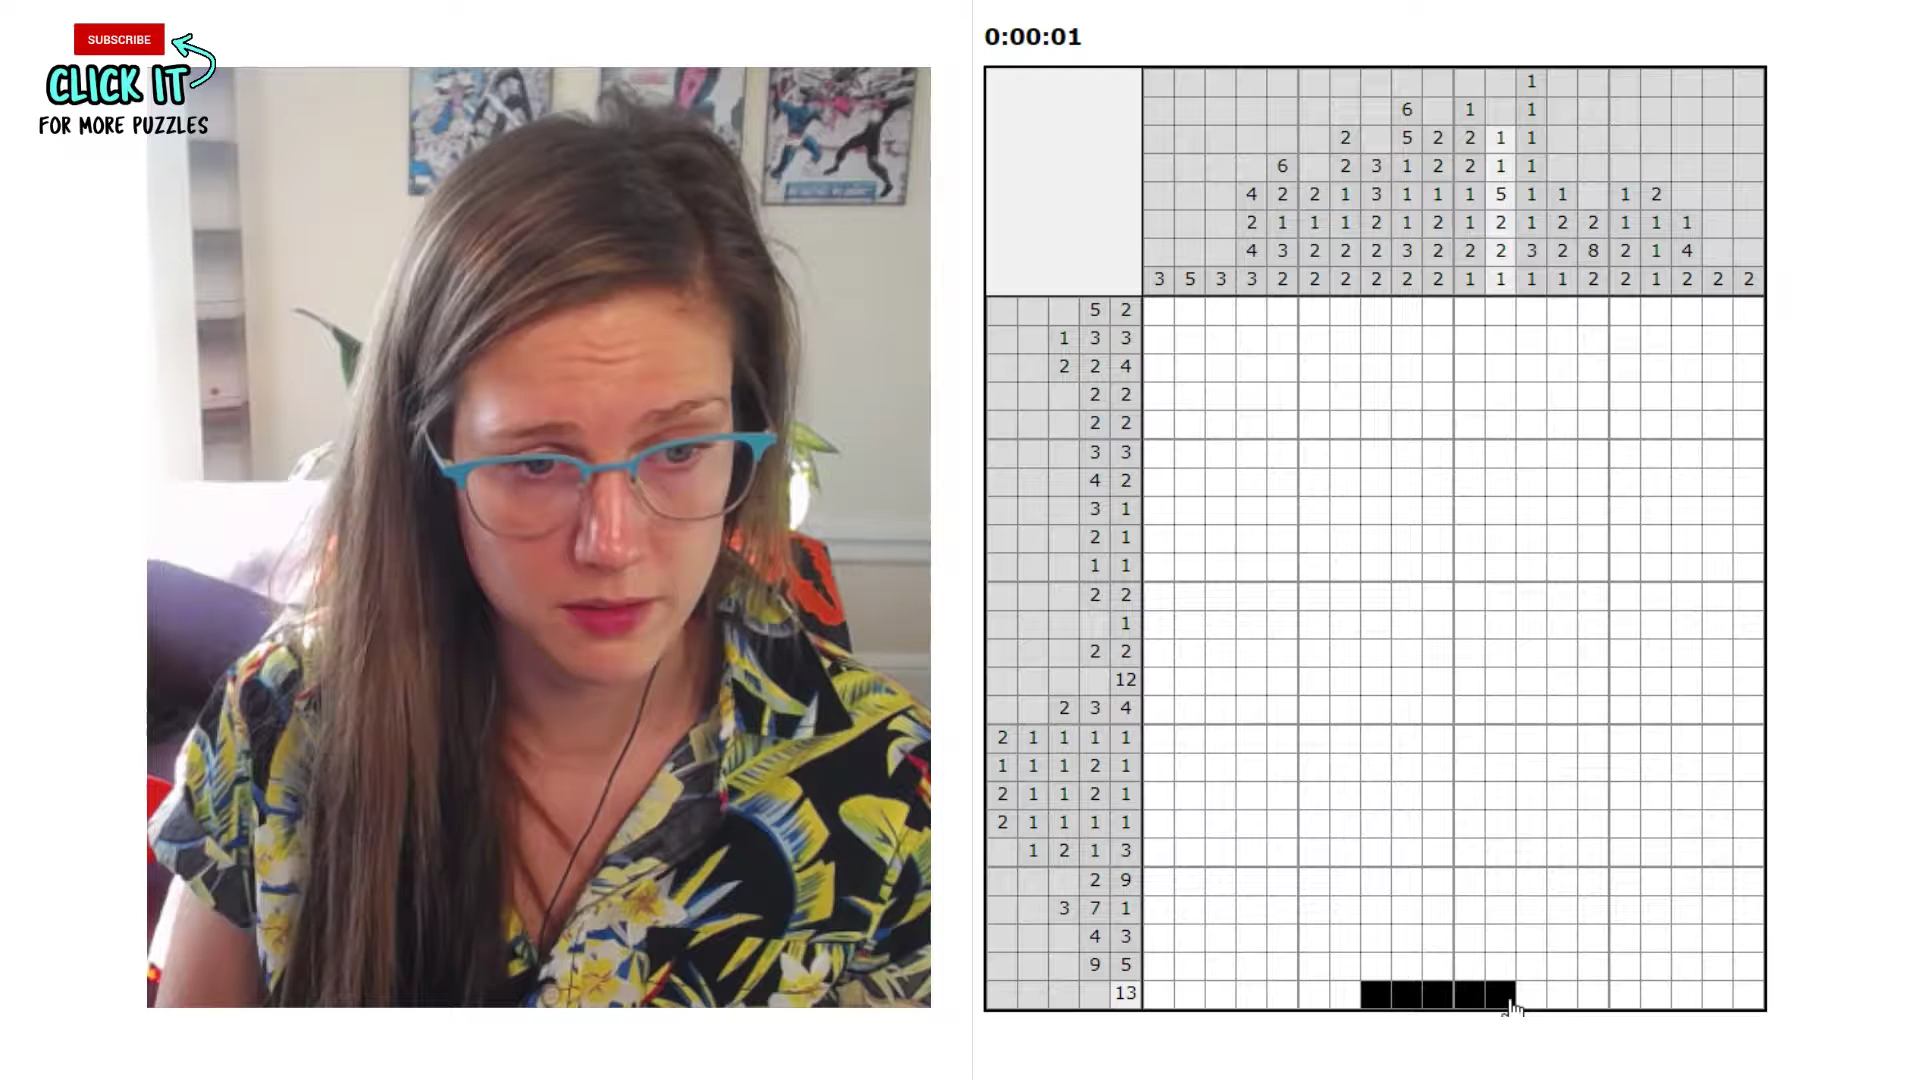 SUBSCRIBE
CLICK IT
FOR MORE PUZZLES
0:00:01
1
6 1 1
2 5 2 2 1 1
6 2 3 1 2 2 1 1
4 2 2 1 3 1 1 1 5 1 1 1 2
2 1 1 1 2 1 2 1 2 1 2 2 1 1 1
4 3 2 2 2 3 2 2 2 3 2 8 2 1 4
3 5 3 3 2 2 2 2 2 2 1 1 1 1 2 2 1 2 2 2
5 2
1 3 3
2 2 4
2 2
2 2
3 3
4 2
3 1
2 1
1 1
2 2
1
2 2
12
2 3 4
2 1 1 1 1
1 1 1 2 1
2 1 1 2 1
2 1 1 1 1
1 2 1 3
2 9
3 7 1
4 3
9 5
13